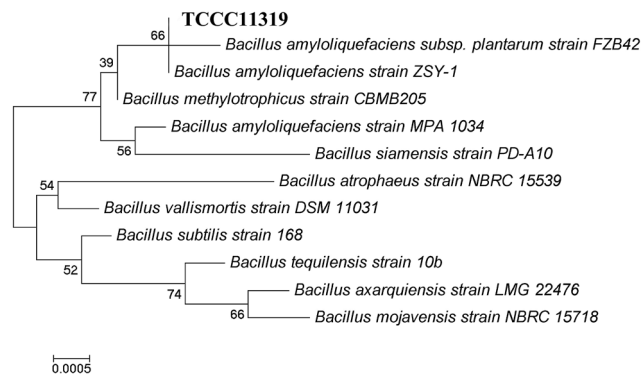 TCCC11319
66
Bacillus amyloliquefaciens subsp. plantarum strain FZB42
39
Bacillus amyloliquefaciens strain ZSY-1
77
Bacillus methylotrophicus strain CBMB205
Bacillus amyloliquefaciens strain MPA 1034
56
Bacillus siamensis strain PD-A10
54
Bacillus atrophaeus strain NBRC 15539
Bacillus vallismortis strain DSM 11031
Bacillus subtilis strain 168
52
Bacillus tequilensis strain 10b
74
Bacillus axarquiensis strain LMG 22476
66
Bacillus mojavensis strain NBRC 15718
0.0005